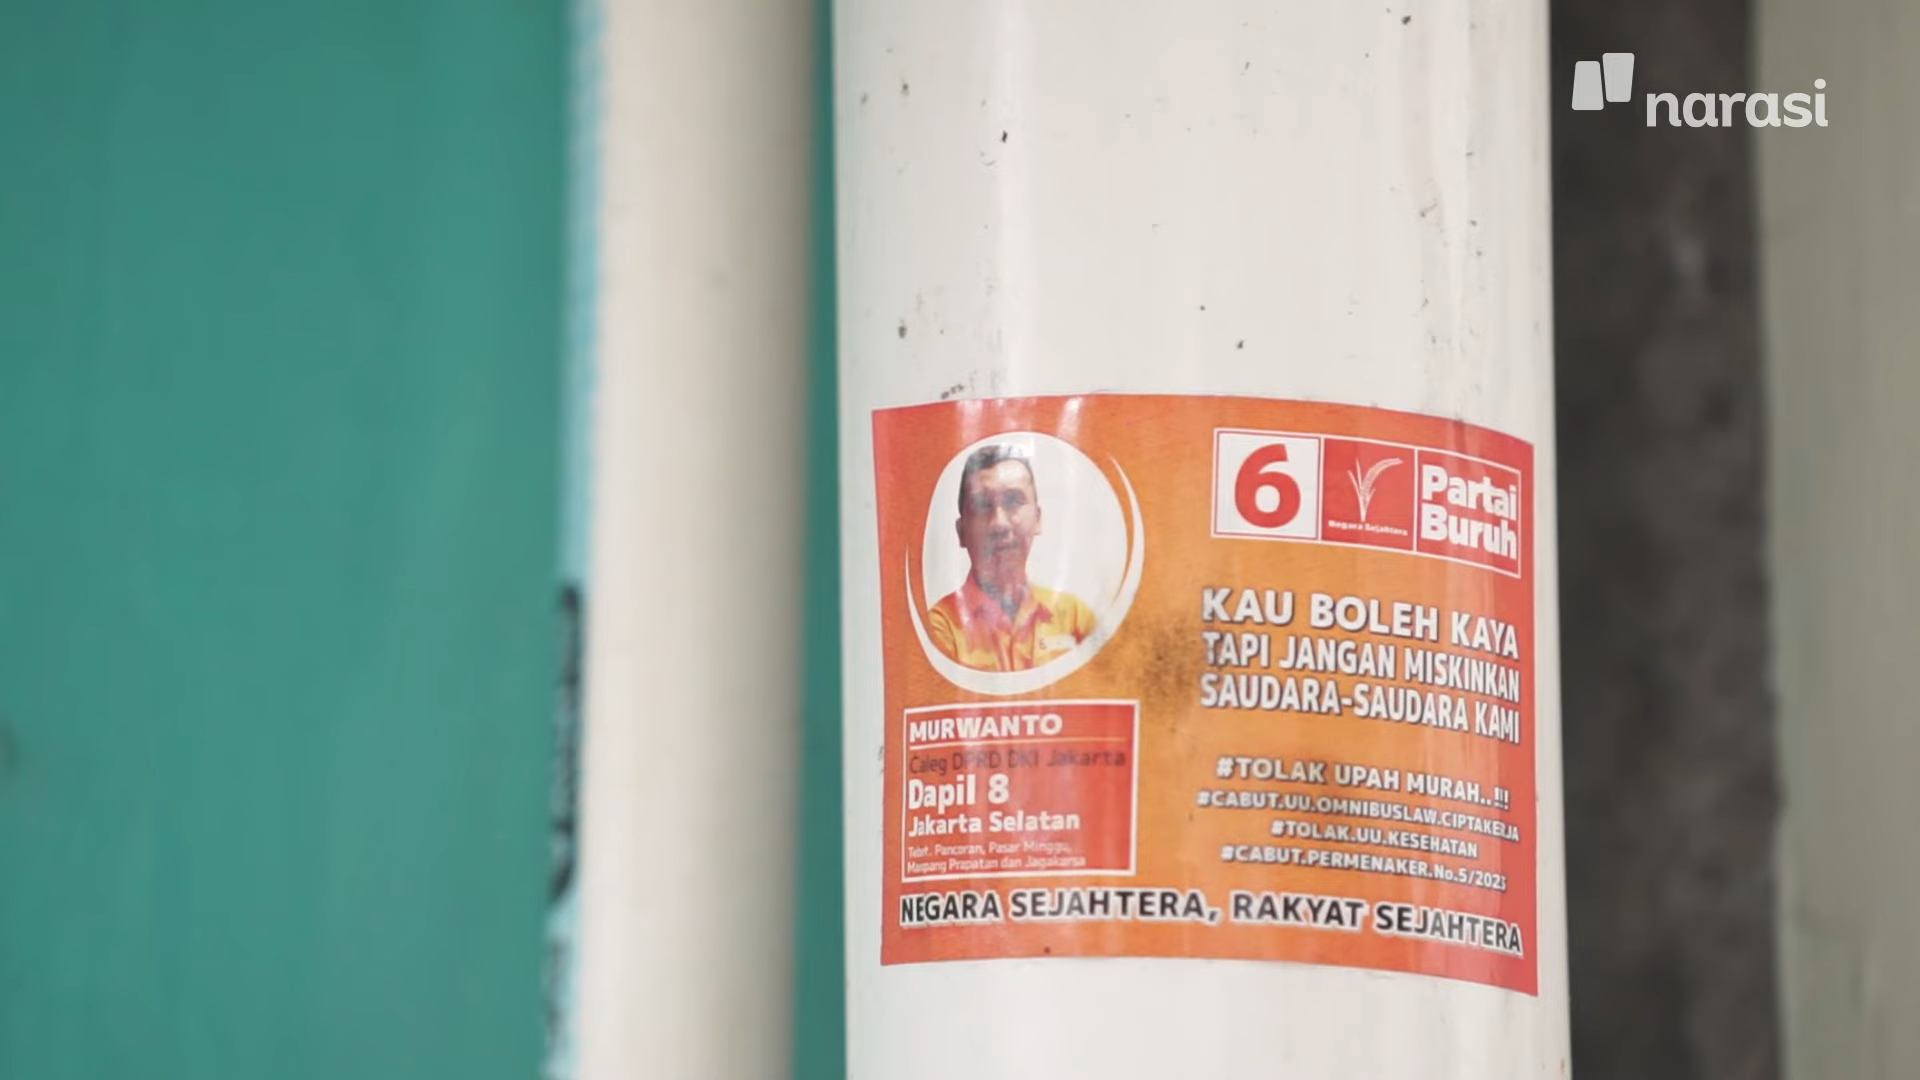 narasi
6
Negara Sejahtera
Partai
Buruh
KAU BOLEH KAYA
TAPI JANGAN MISKINKAN
SAUDARA-SAUDARA KAMI
MURWANTO
Caleg DPRD DKI Jakarta
Dapil 8
Jakarta Selatan
Tebt. Pancoran, Pasar Minggu,
Mampang Prapatan dan Jagakarsa
#TOLAK UPAH MURAH..!!!
#CABUT.UU.OMNIBUSLAW.CIPTAKERJA
#TOLAK.UU.KESEHATAN
#CABUT.PERMENAKER.No.5/2023
NEGARA SEJAHTERA, RAKYAT SEJAHTERA